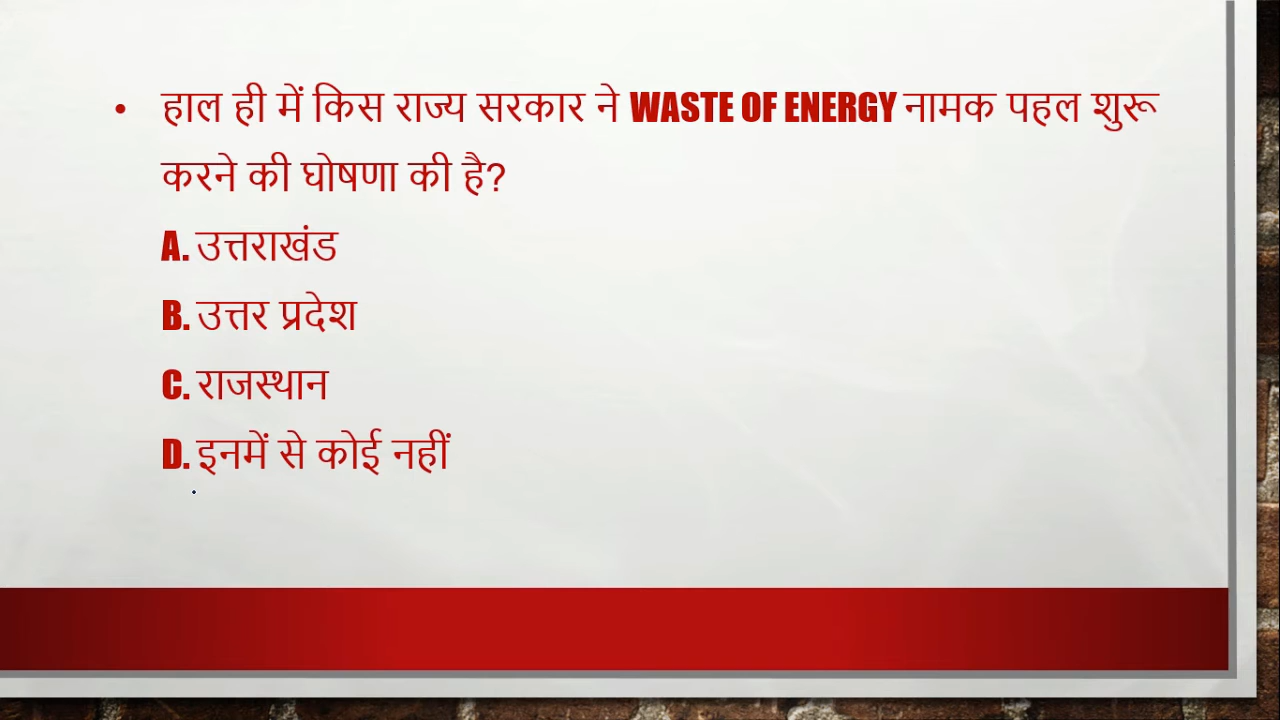 • हाल ही में किस राज्य सरकार ने WASTE OF ENERGY नामक पहल शुरू
करने की घोषणा की है?
A. उत्तराखंड
B. उत्तर प्रदेश
C. राजस्थान
D. इनमें से कोई नहीं